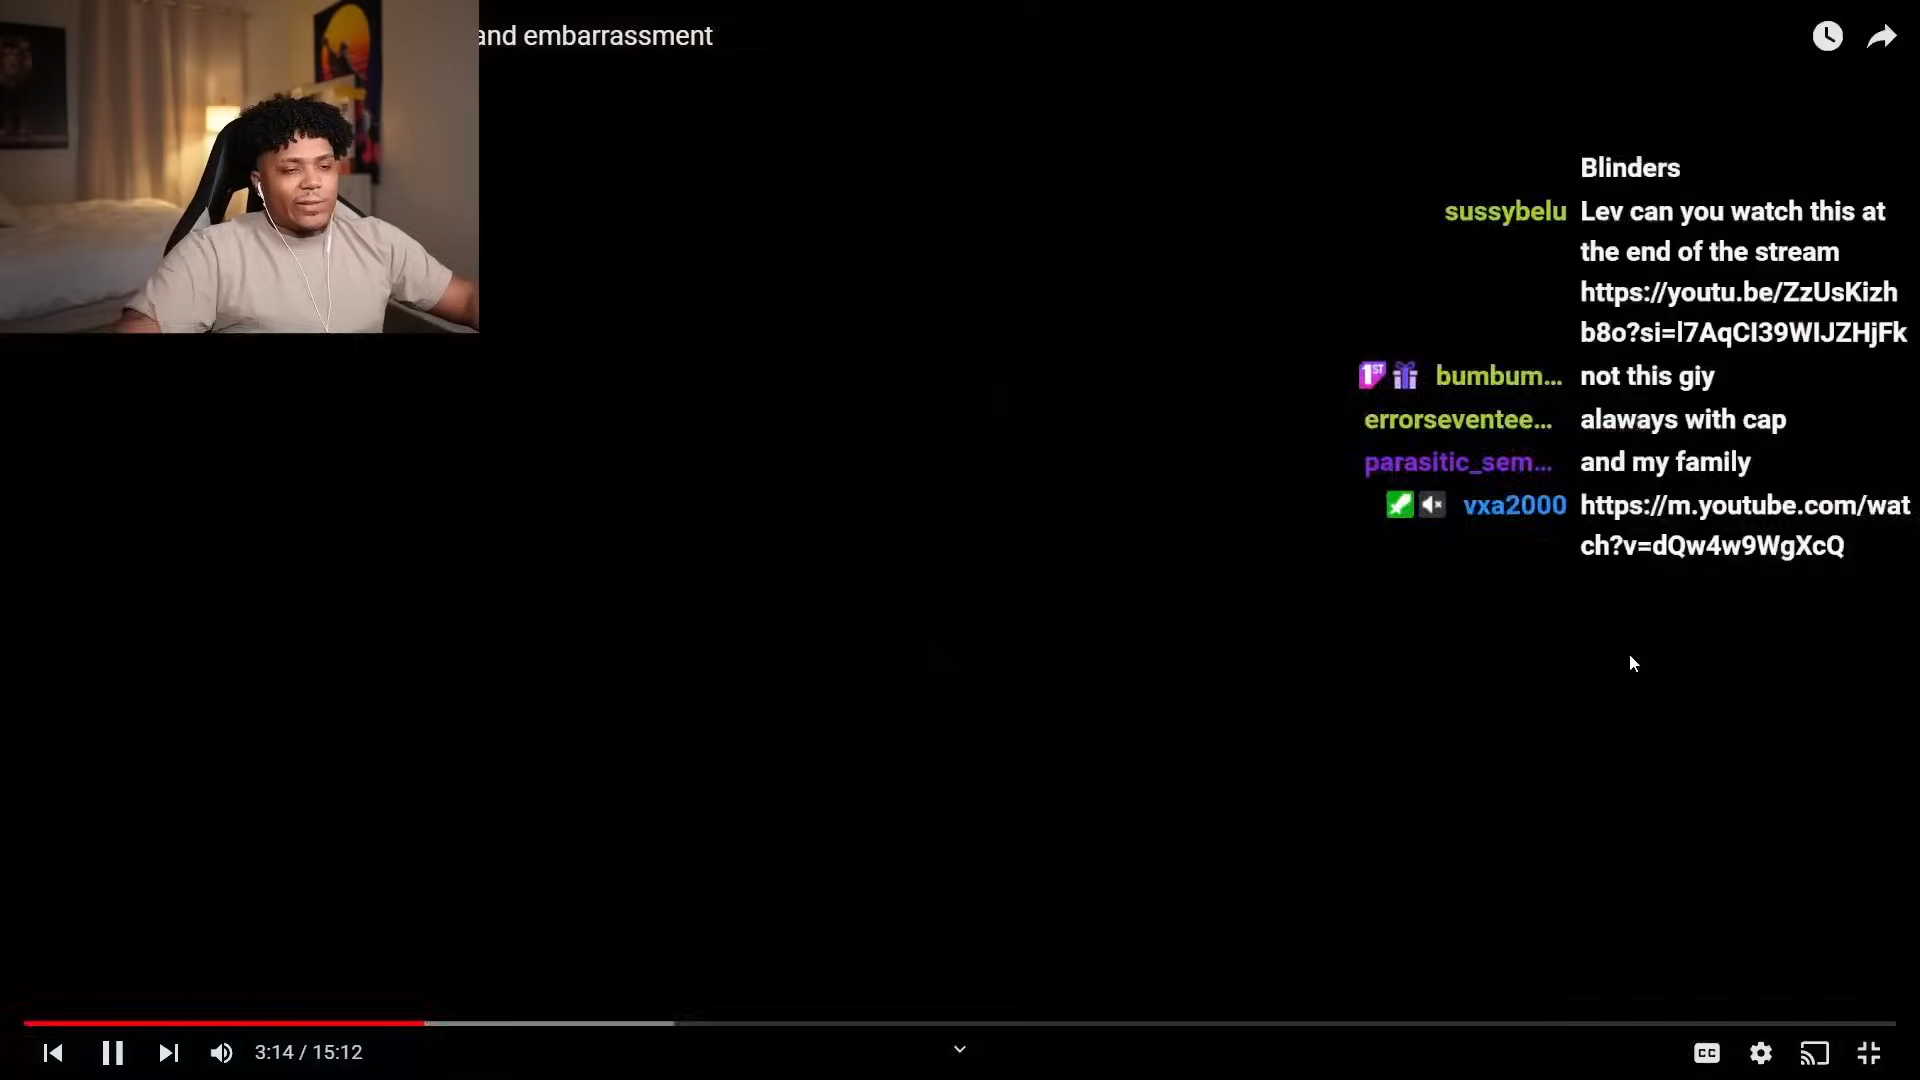 and embarrassment
Blinders
sussybelu Lev can you watch this at
the end of the stream
https://youtu.be/ZzUsKizh
b8o?si=l7AqCI39WIJZHjFk
1ST bumbum... not this giy
errorseventee... alaways with cap
parasitic_sem... and my family
vxa2000 https://m.youtube.com/wat
ch?v=dQw4w9WgXcQ
3:14 / 15:12
CC